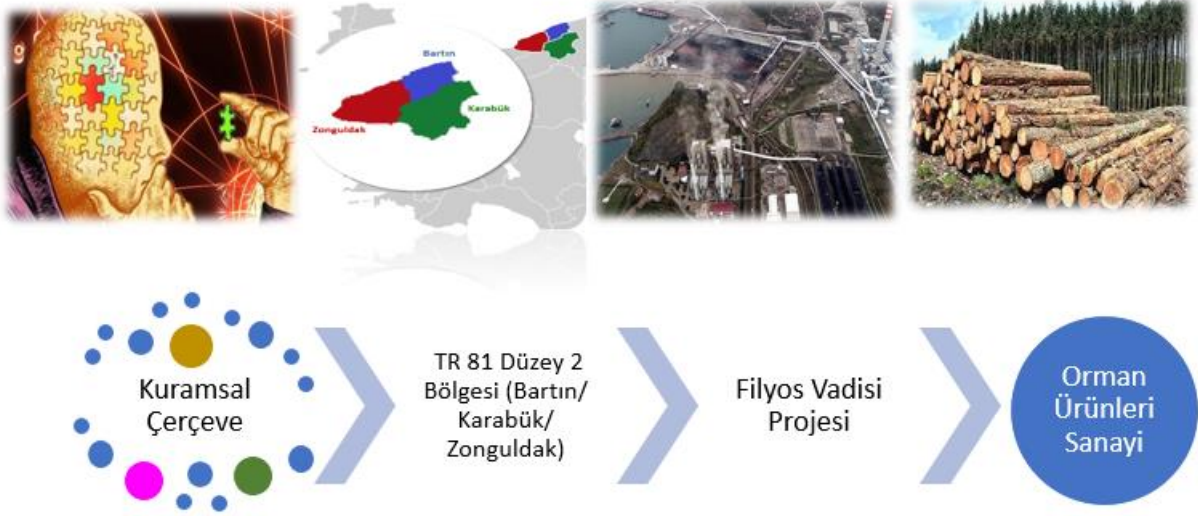 Bartın
Karabük
Zonguldak
Kuramsal
Çerçeve
TR 81 Düzey 2
Bölgesi (Bartın/
Karabük/
Zonguldak)
Filyos Vadisi
Projesi
Orman
Ürünleri
Sanayi